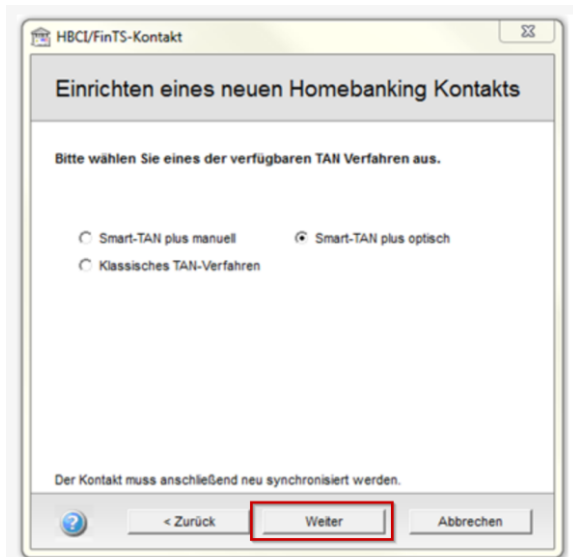 HBCI/FinTS-Kontakt
Einrichten eines neuen Homebanking Kontakts
Bitte wählen Sie eines der verfügbaren TAN Verfahren aus.
Smart-TAN plus manuell Smart-TAN plus optisch
Klassisches TAN-Verfahren
Der Kontakt muss anschließend neu synchronisiert werden.
< Zurück Weiter Abbrechen